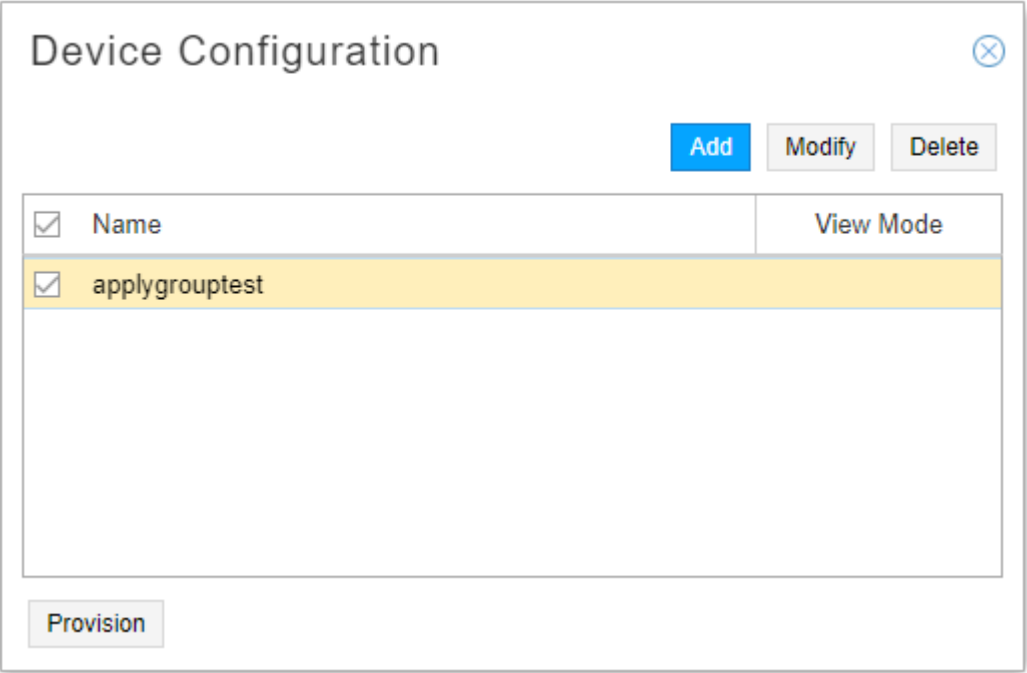 Device Configuration
Add Modify Delete
Name View Mode
applygrouptest
Provision